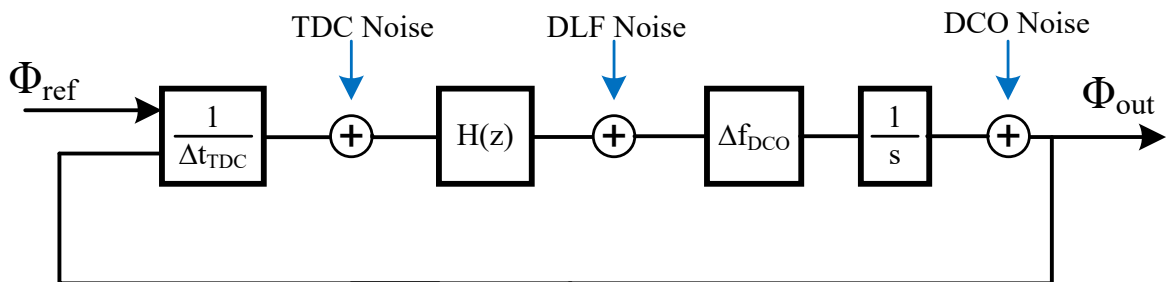 TDC Noise
DLF Noise
DCO Noise
Φref
1
ΔtTDC
+
H(z)
+
ΔfDCO
1
s
+
Φout